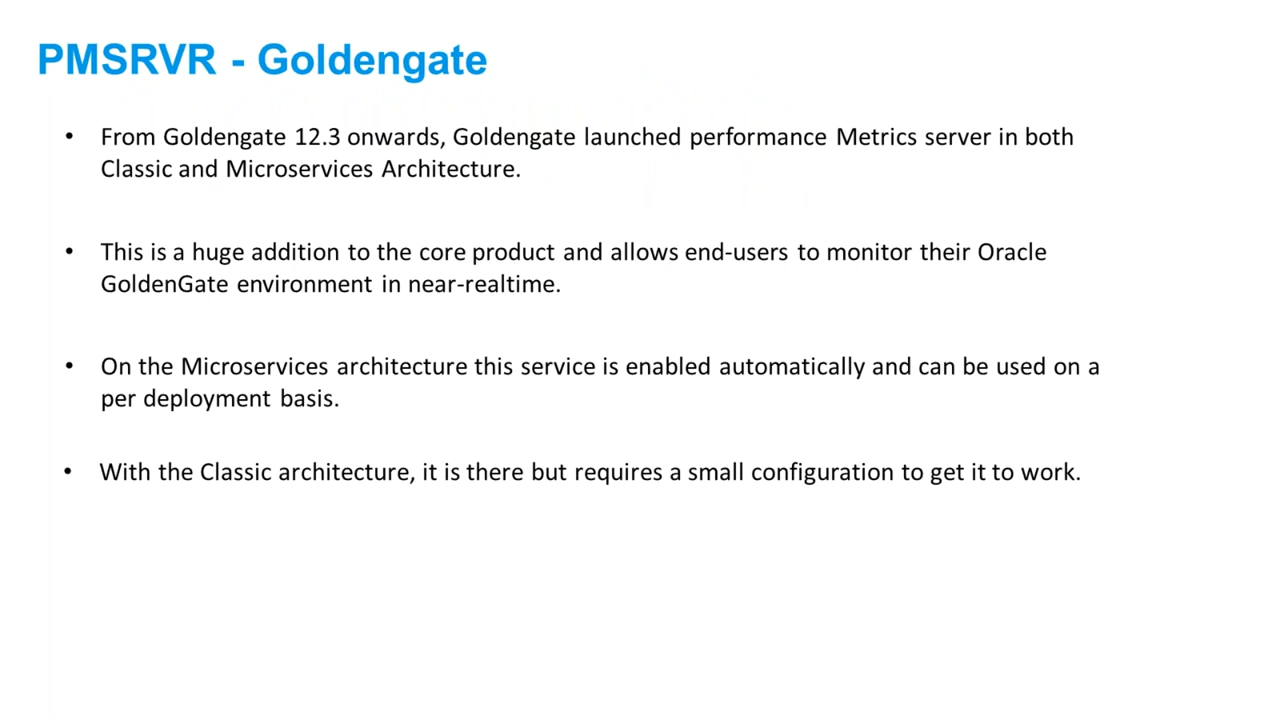 PMSRVR - Goldengate
• From Goldengate 12.3 onwards, Goldengate launched performance Metrics server in both
Classic and Microservices Architecture.
• This is a huge addition to the core product and allows end-users to monitor their Oracle
GoldenGate environment in near-realtime.
• On the Microservices architecture this service is enabled automatically and can be used on a
per deployment basis.
• With the Classic architecture, it is there but requires a small configuration to get it to work.